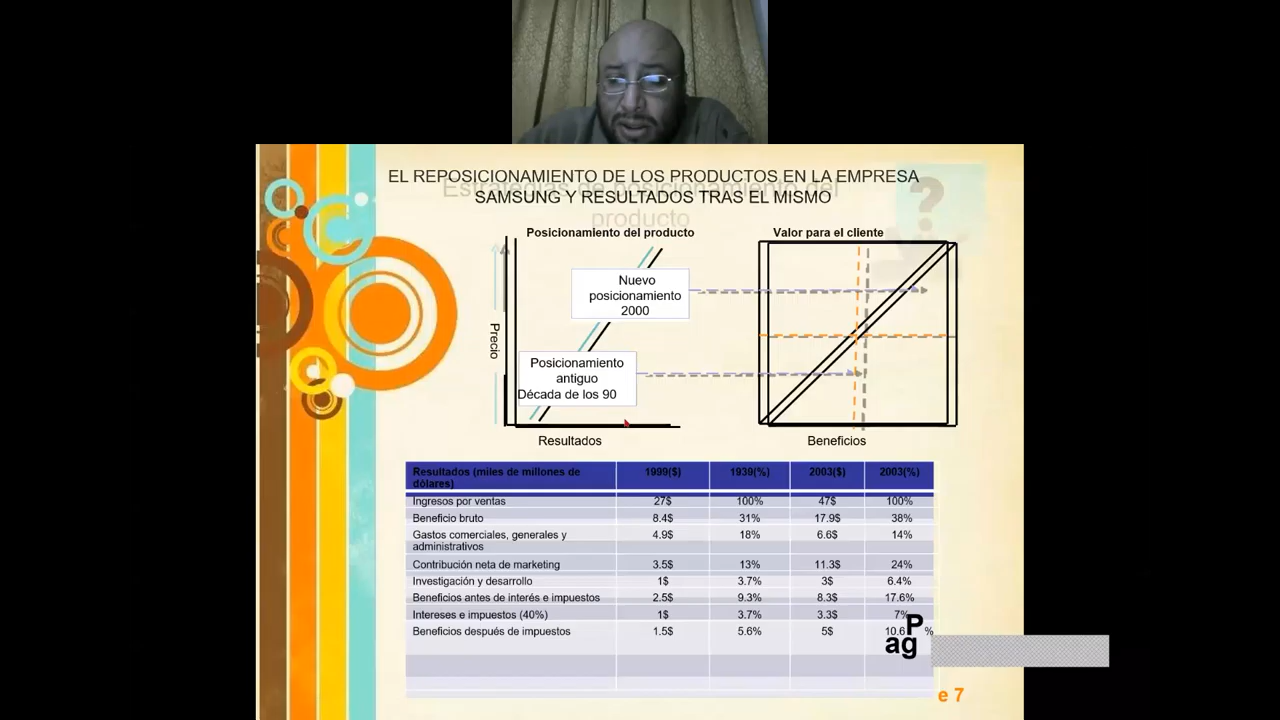 EL REPOSICIONAMIENTO DE LOS PRODUCTOS EN LA EMPRESA
SAMSUNG Y RESULTADOS TRAS EL MISMO
Estrategias de posicionamiento del
producto
?
Posicionamiento del producto
Valor para el cliente
Nuevo
posicionamiento
2000
Precio
Posicionamiento
antiguo
Década de los 90
Resultados
Beneficios
Resultados (miles de millones de 1999($) 1939(%) 2003($) 2003(%)
dólares)
Ingresos por ventas 27$ 100% 47$ 100%
Beneficio bruto 8.4$ 31% 17.9$ 38%
Gastos comerciales, generales y 4.9$ 18% 6.6$ 14%
administrativos
Contribución neta de marketing 3.5$ 13% 11.3$ 24%
Investigación y desarrollo 1$ 3.7% 3$ 6.4%
Beneficios antes de interés e impuestos 2.5$ 9.3% 8.3$ 17.6%
Intereses e impuestos (40%) 1$ 3.7% 3.3$ 7%
Beneficios después de impuestos 1.5$ 5.6% 5$ 10.6 %
P
ag
e 7